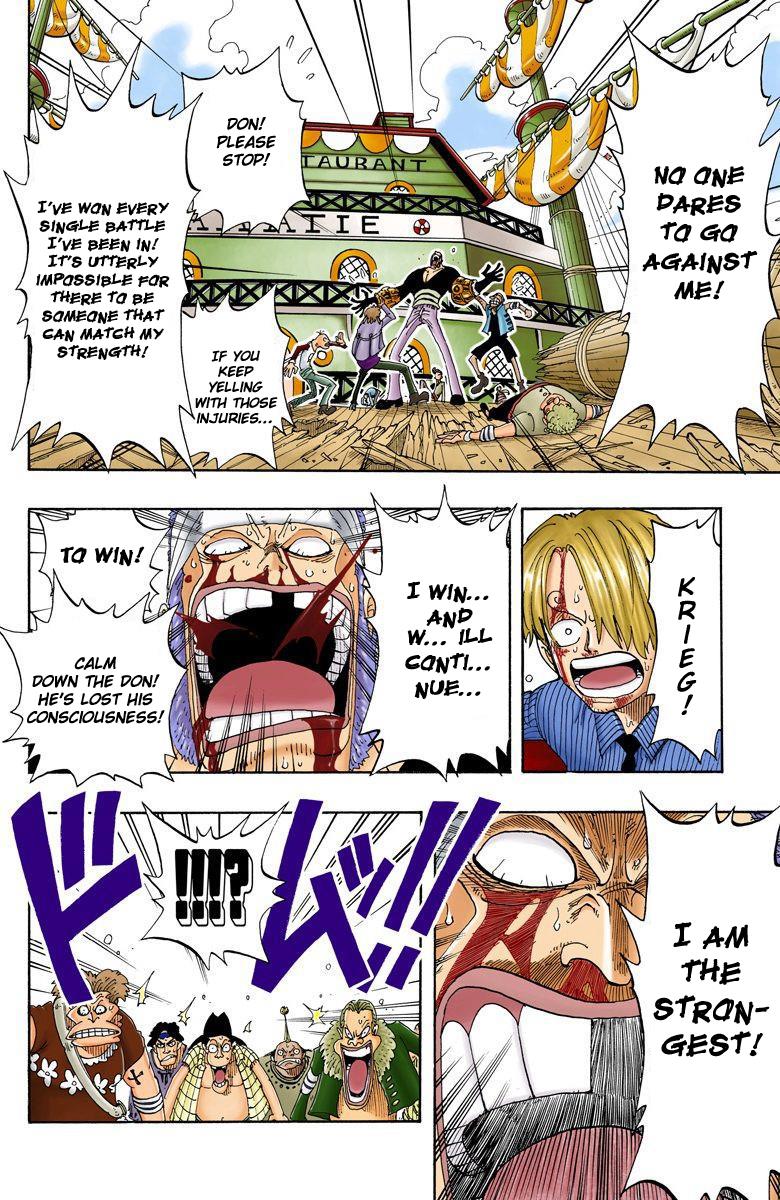 NO ONE
DARES
TO GO
AGAINST
ME!
DON!
PLEASE
STOP!
I'VE WON EVERY
SINGLE BATTLE
I'VE BEEN IN!
IT'S UTTERLY
IMPOSSIBLE FOR
THERE TO BE
SOMEONE THAT
CAN MATCH MY
STRENGTH!
IF YOU
KEEP
YELLING
WITH THOSE
INJURIES...
TAURANT
KRIEG!
I WIN...
AND
W... ILL
CONTI...
NUE...
TO WIN!
CALM
DOWN THE DON!
HE'S LOST HIS
CONSCIOUSNESS!
I AM
THE
STRON-
GEST!
ドムッ!!
!!!?